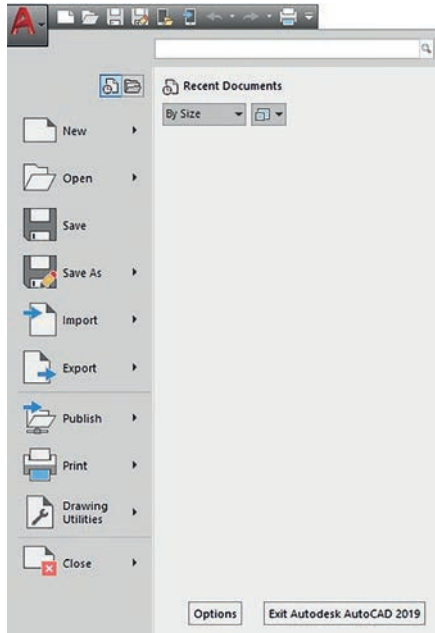 A
Recent Documents
By Size
New
Open
Save
Save As
Import
Export
Publish
Print
Drawing
Utilities
Close
Options
Exit Autodesk AutoCAD 2019